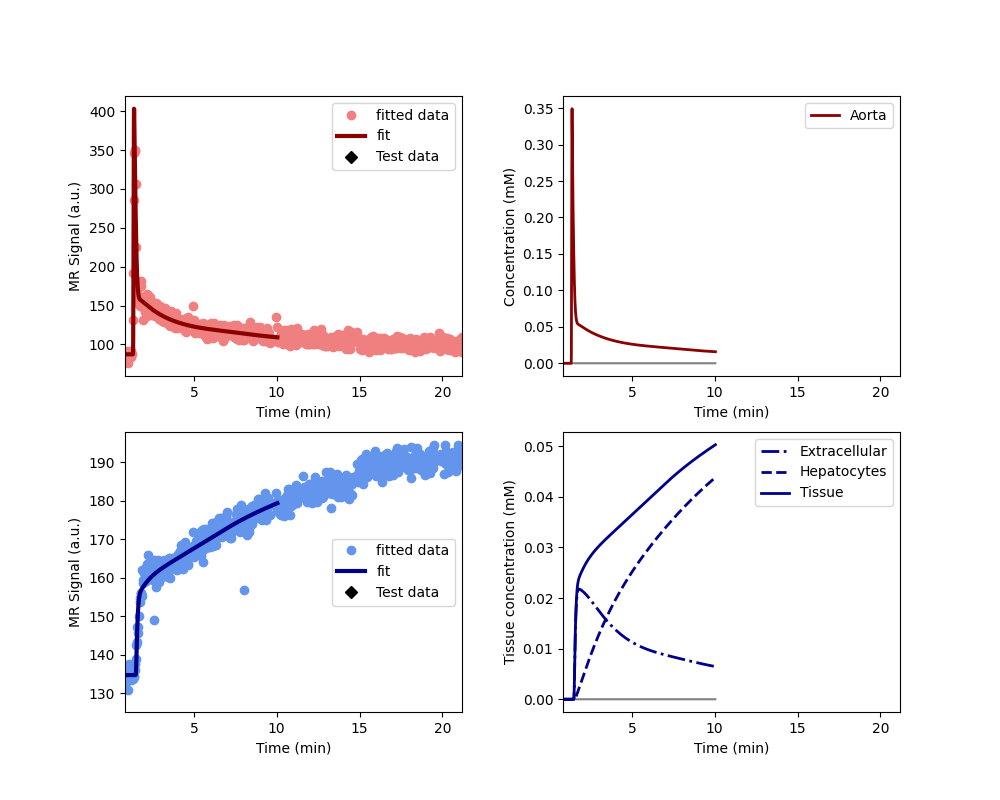 400
350
300
250
200
150
100
MR Signal (a.u.)
5
10
15
20
Time (min)
fitted data
fit
Test data
0.35
0.30
0.25
0.20
0.15
0.10
0.05
0.00
Concentration (mM)
5
10
15
20
Time (min)
Aorta
190
180
170
160
150
140
130
MR Signal (a.u.)
5
10
15
20
Time (min)
fitted data
fit
Test data
0.05
0.04
0.03
0.02
0.01
0.00
Tissue concentration (mM)
5
10
15
20
Time (min)
Extracellular
Hepatocytes
Tissue